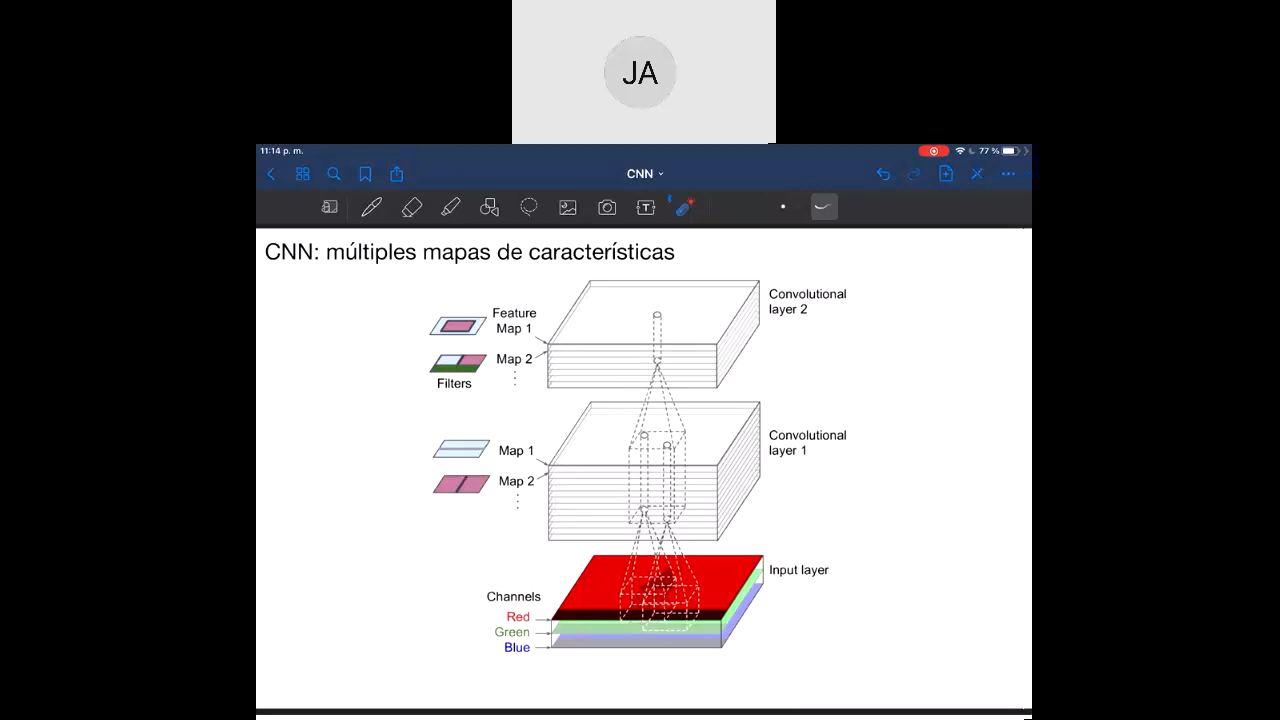 JA
11:14 p. m.
77 %
CNN
T
CNN: múltiples mapas de características
Convolutional
layer 2
Feature
Map 1
Map 2
Filters
Convolutional
layer 1
Map 1
Map 2
Input layer
Channels
Red
Green
Blue